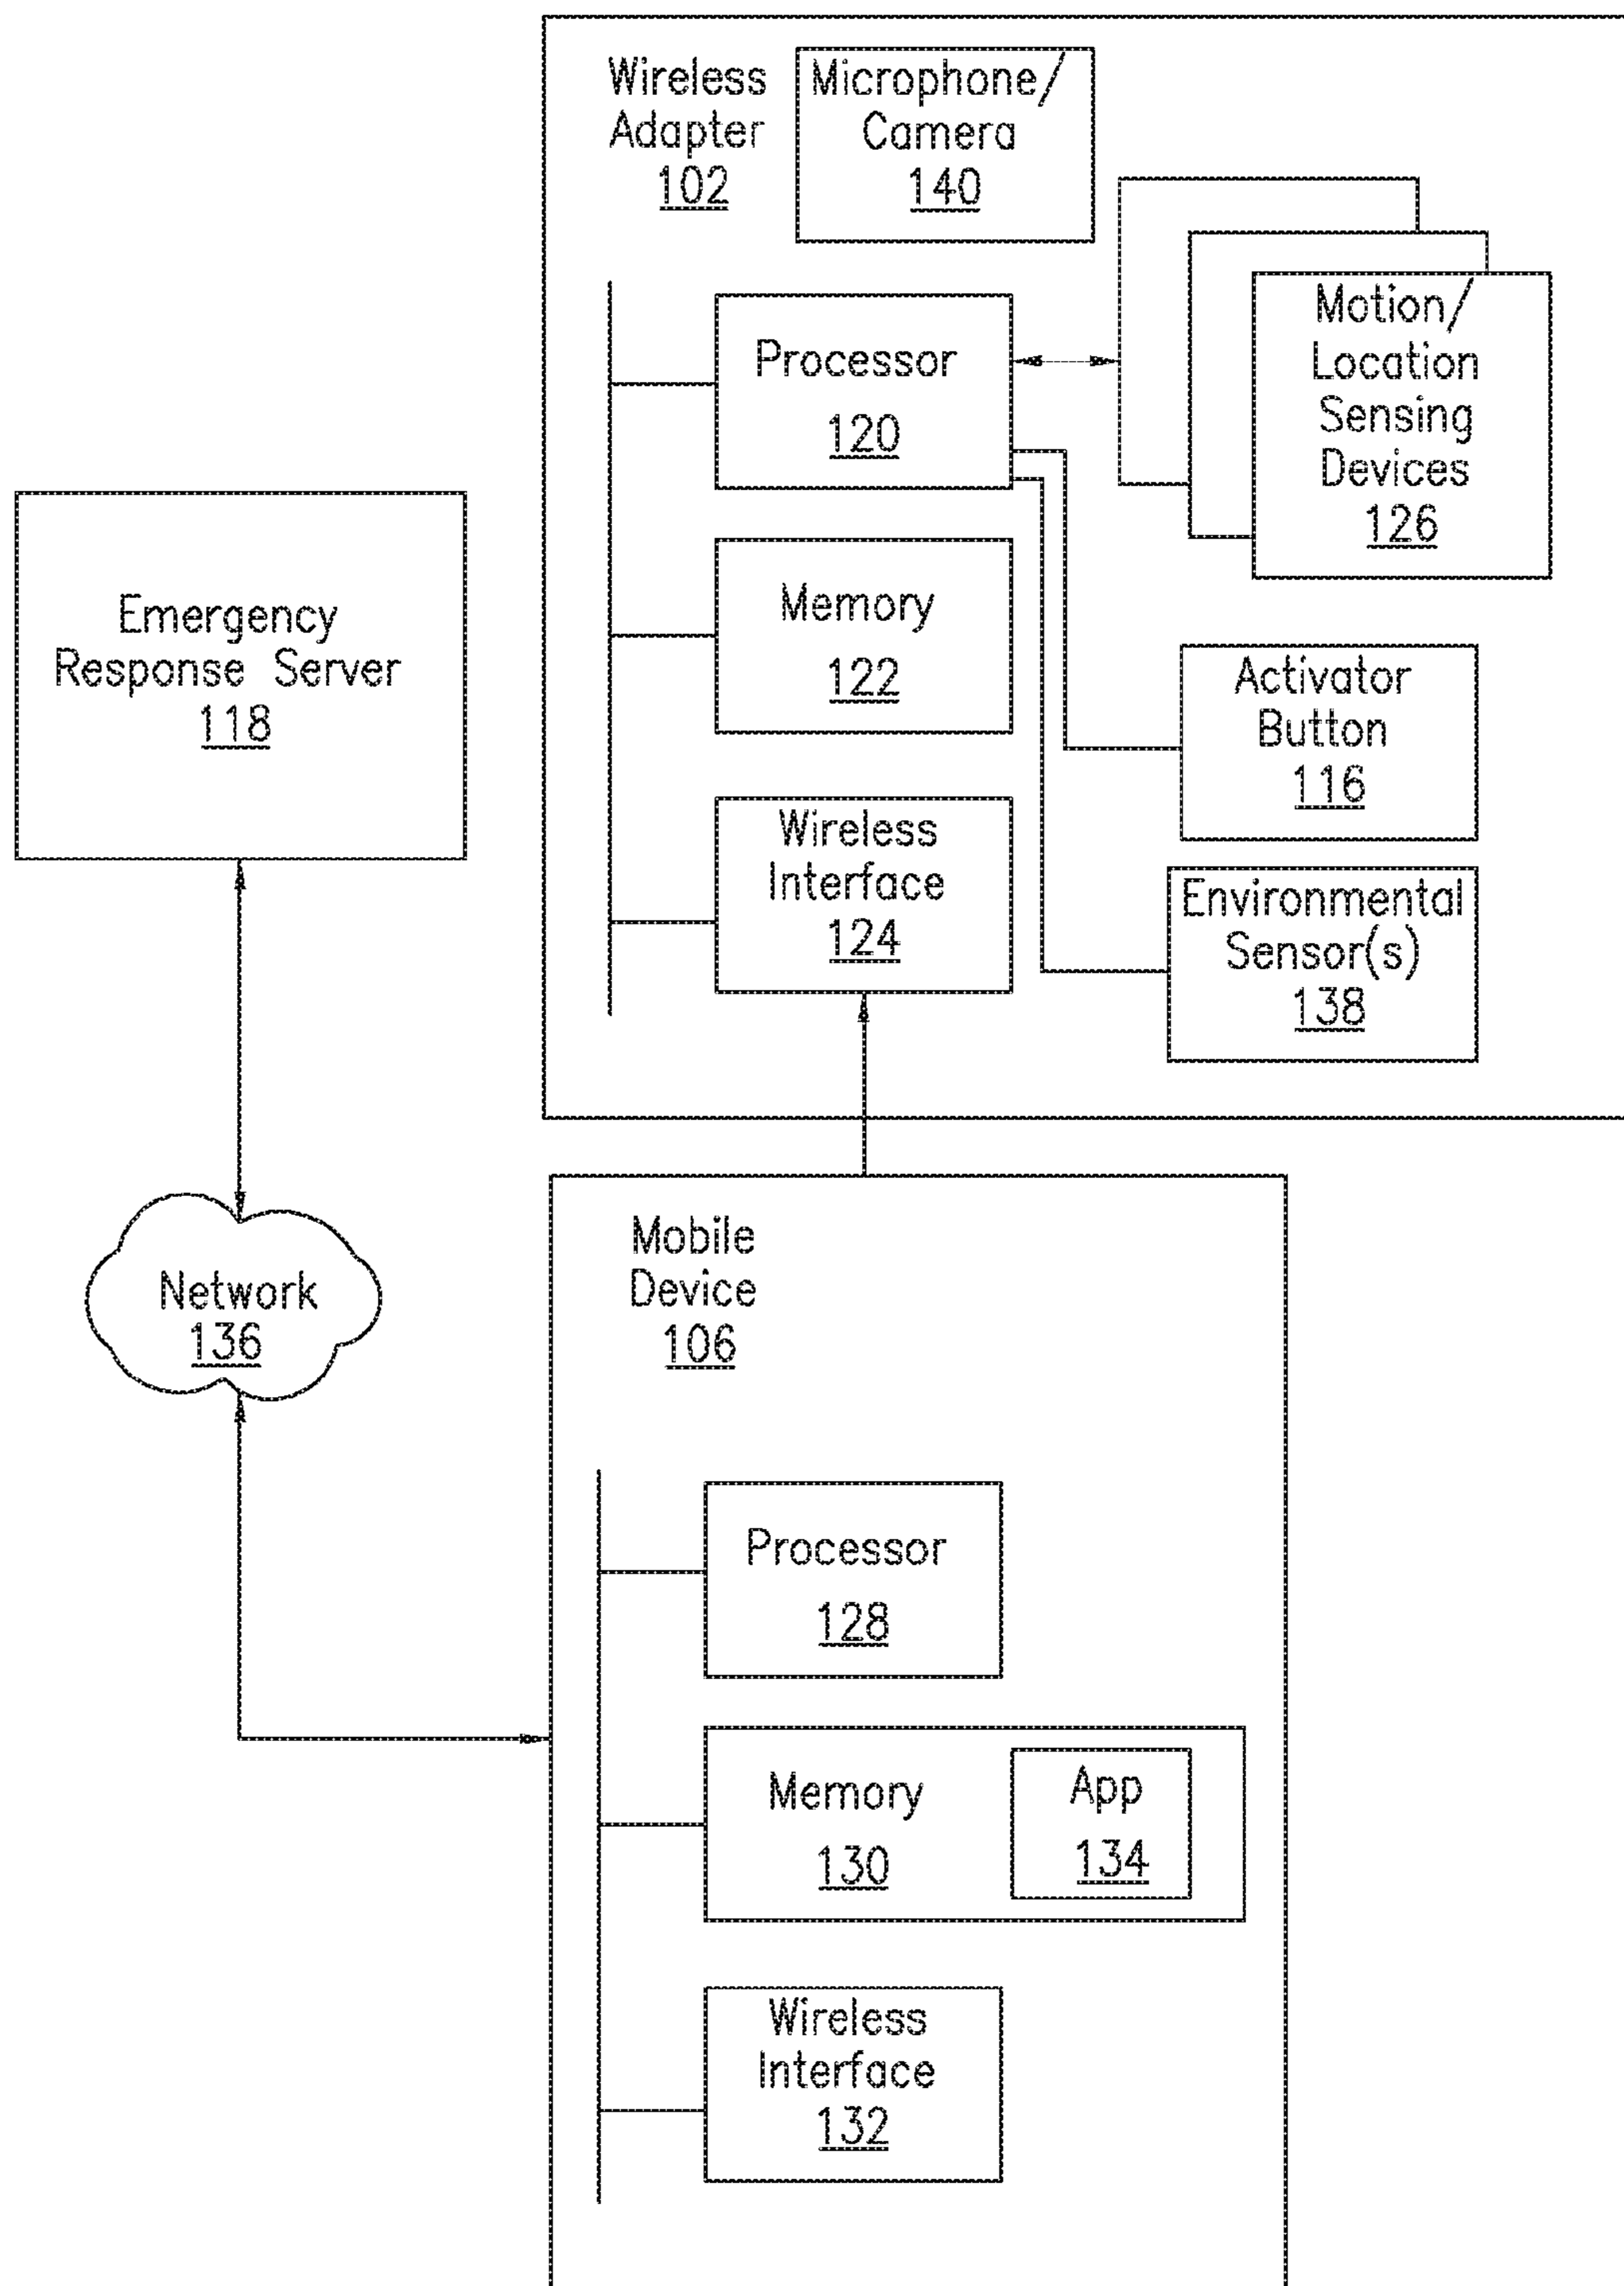 Wireless
Adapter
102
Microphone/
Camera
140
Processor
120
Motion/
Location
Sensing
Devices
126
Memory
122
Activator
Button
116
Wireless
Interface
124
Environmental
Sensor(s)
138
Emergency
Response Server
118
Network
136
Mobile
Device
106
Processor
128
Memory
130
App
134
Wireless
Interface
132